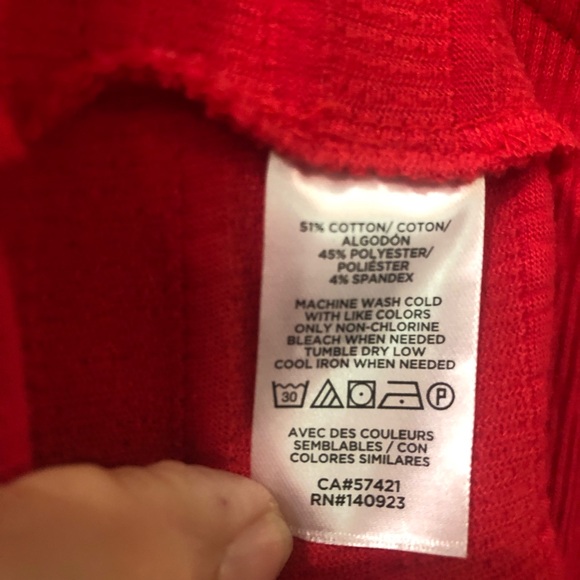 51% COTTON/ COTON/
ALGODÓN
45% POLYESTER/
POLIÉSTER
4% SPANDEX
MACHINE WASH COLD
WITH LIKE COLORS
ONLY NON-CHLORINE
BLEACH WHEN NEEDED
TUMBLE DRY LOW
COOL IRON WHEN NEEDED
30 P
AVEC DES COULEURS
SEMBLABLES / CON
COLORES SIMILARES
CA#57421
RN#140923